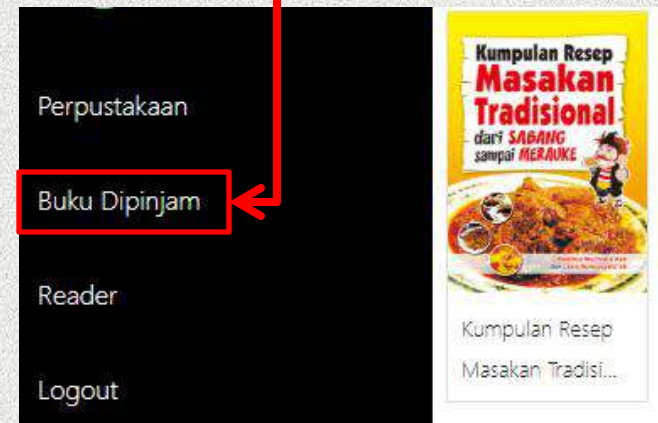 Perpustakaan
Buku Dipinjam
Reader
Logout
Kumpulan Resep
Masakan
Tradisional
dari SABANG
sampai MERAUKE
Kumpulan Resep
Masakan Tradisi...